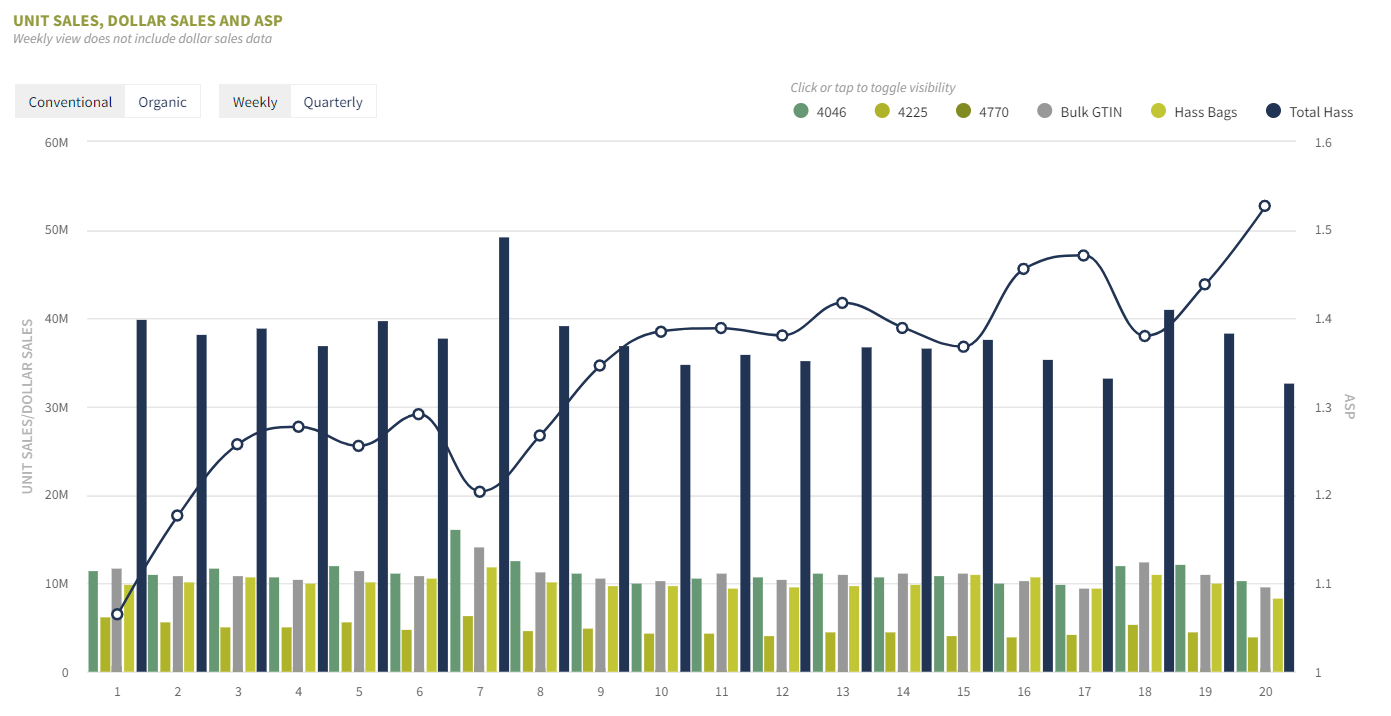 UNIT SALES, DOLLAR SALES AND ASP
Weekly view does not include dollar sales data
Click or tap to toggle visibility
Conventional Organic Weekly Quarterly
4046 4225 4770 Bulk GTIN Hass Bags Total Hass
60M 1.6
50M 1.5
40M 1.4
30M 1.3
20M 1.2
10M 1.1
0 1
UNIT SALES/DOLLAR SALES
ASP
1 2 3 4 5 6 7 8 9 10 11 12 13 14 15 16 17 18 19 20